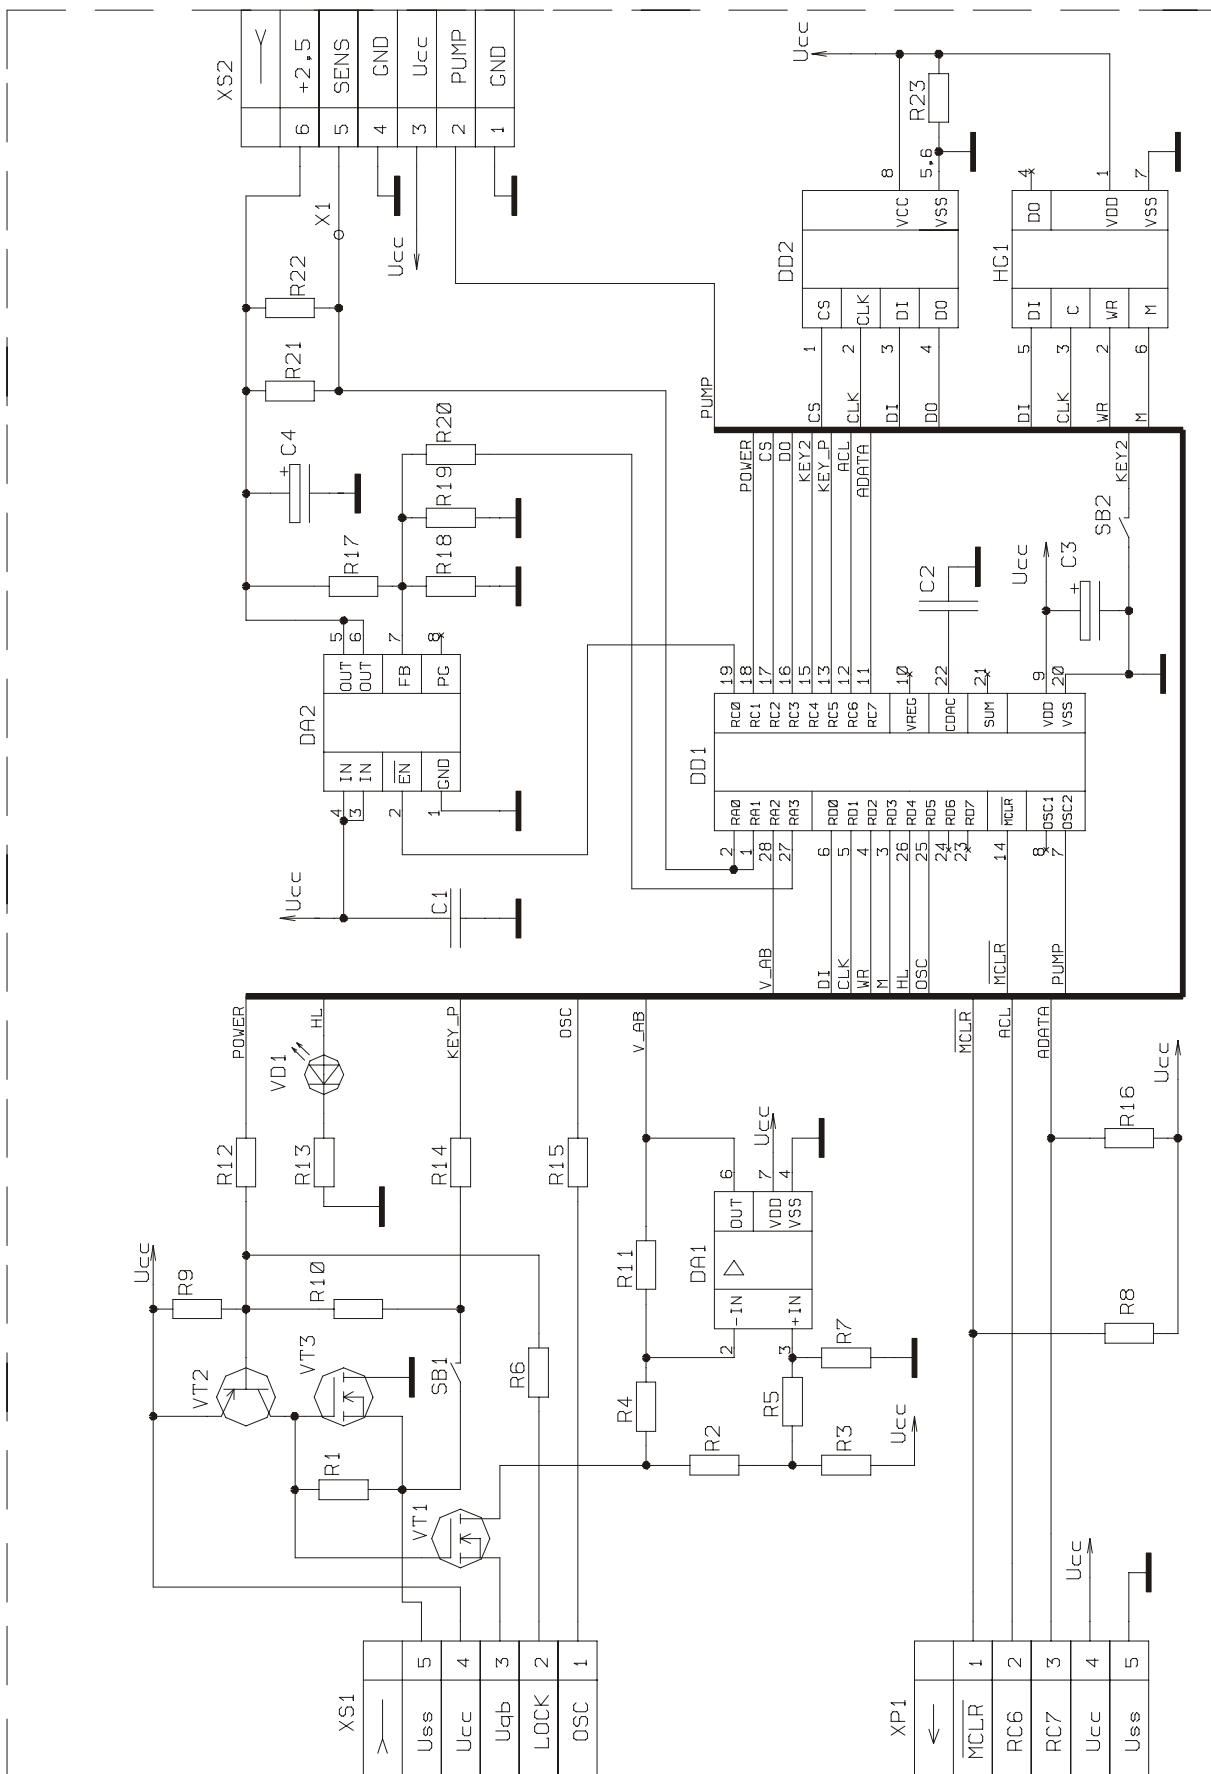 XS2
+2,5
SENS
GND
Ucc
PUMP
GND
6
5
4
3
2
1
X1
Ucc
R22
R21
C4
R20
R19
R18
R17
DA2
OUT
OUT
FB
PG
5
6
7
8
IN
IN
EN
GND
4
3
2
1
Ucc
C1
Ucc
R23
DD2
VCC
VSS
8
5,6
CS
CLK
DI
DO
1
2
3
4
CS
CLK
DI
DO
HG1
DO
VDD
VSS
4
1
7
DI
C
WR
M
5
3
2
6
DI
CLK
WR
M
PUMP
POWER
CS
DO
KEY2
KEY_P
ACL
ADATA
KEY2
SB2
Ucc
C3
C2
19
18
17
16
15
13
12
11
10
22
21
9
20
DD1
RC0
RC1
RC2
RC3
RC4
RC5
RC6
RC7
VREG
CDAC
SUM
VDD
VSS
RA0
RA1
RA2
RA3
RD0
RD1
RD2
RD3
RD4
RD5
RD6
RD7
MCLR
OSC1
OSC2
2
1
28
27
6
5
4
3
26
25
24
23
14
8
7
V_AB
DI
CLK
WR
M
HL
OSC
MCLR
PUMP
POWER
HL
KEY_P
OSC
V_AB
MCLR
ACL
ADATA
VD1
R12
R13
R14
R15
Ucc
R9
R10
VT2
VT3
SB1
R1
VT1
R6
R11
R4
DA1
OUT
VDD
VSS
6
7
4
Ucc
-IN
+IN
2
3
R7
R5
R2
R3
Ucc
R16
R8
Ucc
XS1
Uss
Ucc
Uqb
LOCK
OSC
5
4
3
2
1
XP1
MCLR
RC6
RC7
Ucc
Uss
1
2
3
4
5
Ucc